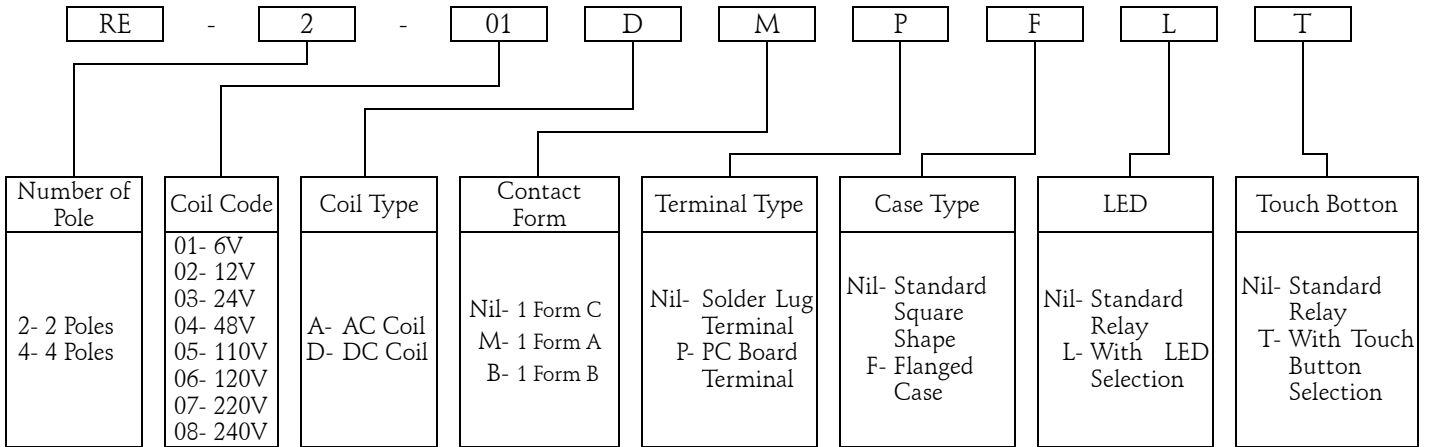 RE - 2 - 01 D M P F L T
Number of
Pole
2- 2 Poles
4- 4 Poles
Coil Code
01- 6V
02- 12V
03- 24V
04- 48V
05- 110V
06- 120V
07- 220V
08- 240V
Coil Type
A- AC Coil
D- DC Coil
Contact
Form
Nil- 1 Form C
M- 1 Form A
B- 1 Form B
Terminal Type
Nil- Solder Lug
Terminal
P- PC Board
Terminal
Case Type
Nil- Standard
Square
Shape
F- Flanged
Case
LED
Nil- Standard
Relay
L- With LED
Selection
Touch Botton
Nil- Standard
Relay
T- With Touch
Button
Selection